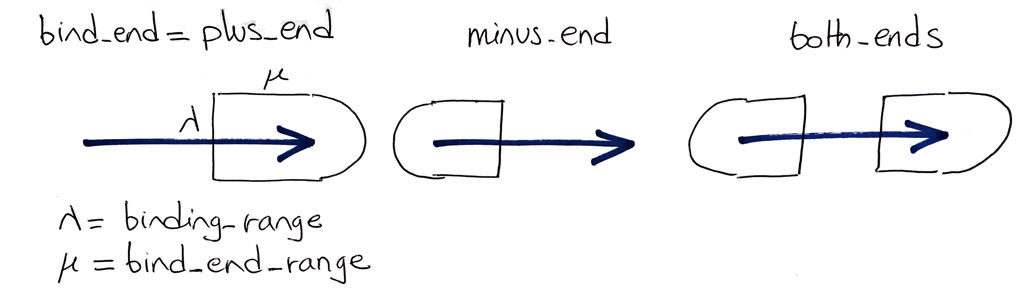 bind_end = plus_end minus_end both_ends
μ
λ
λ = binding_range
μ = bind_end_range